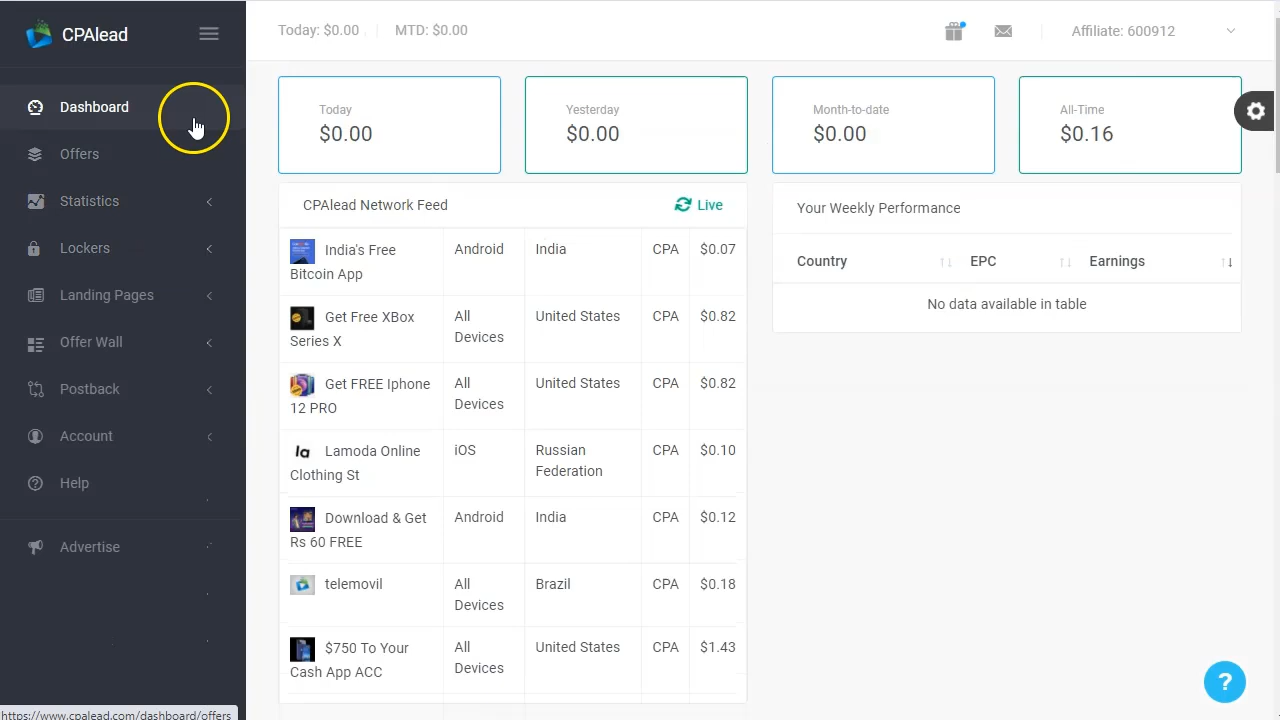 CPAlead
Today: $0.00
MTD: $0.00
Affiliate: 600912
Dashboard
Offers
Statistics
Lockers
Landing Pages
Offer Wall
Postback
Account
Help
Advertise
https://www.cpalead.com/dashboard/offers
Today
$0.00
Yesterday
$0.00
Month-to-date
$0.00
All-Time
$0.16
CPAlead Network Feed
Live
India's Free Android India CPA $0.07
Bitcoin App
Get Free XBox All United States CPA $0.82
Series X Devices
Get FREE Iphone All United States CPA $0.82
12 PRO Devices
la Lamoda Online iOS Russian CPA $0.10
Clothing St Federation
Download & Get Android India CPA $0.12
Rs 60 FREE
telemovil All Brazil CPA $0.18
Devices
$750 To Your All United States CPA $1.43
Cash App ACC Devices
Your Weekly Performance
Country EPC Earnings
No data available in table
?